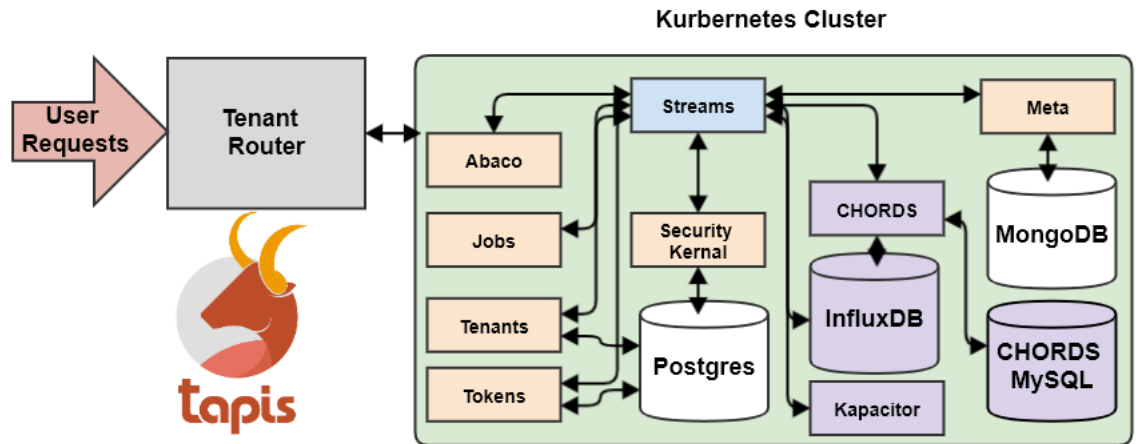 Kurbernetes Cluster
User
Requests
Tenant
Router
Streams
Meta
Abaco
CHORDS
MongoDB
Jobs
Security
Kernal
InfluxDB
Tenants
Postgres
CHORDS
MySQL
Tokens
Kapacitor
tapis